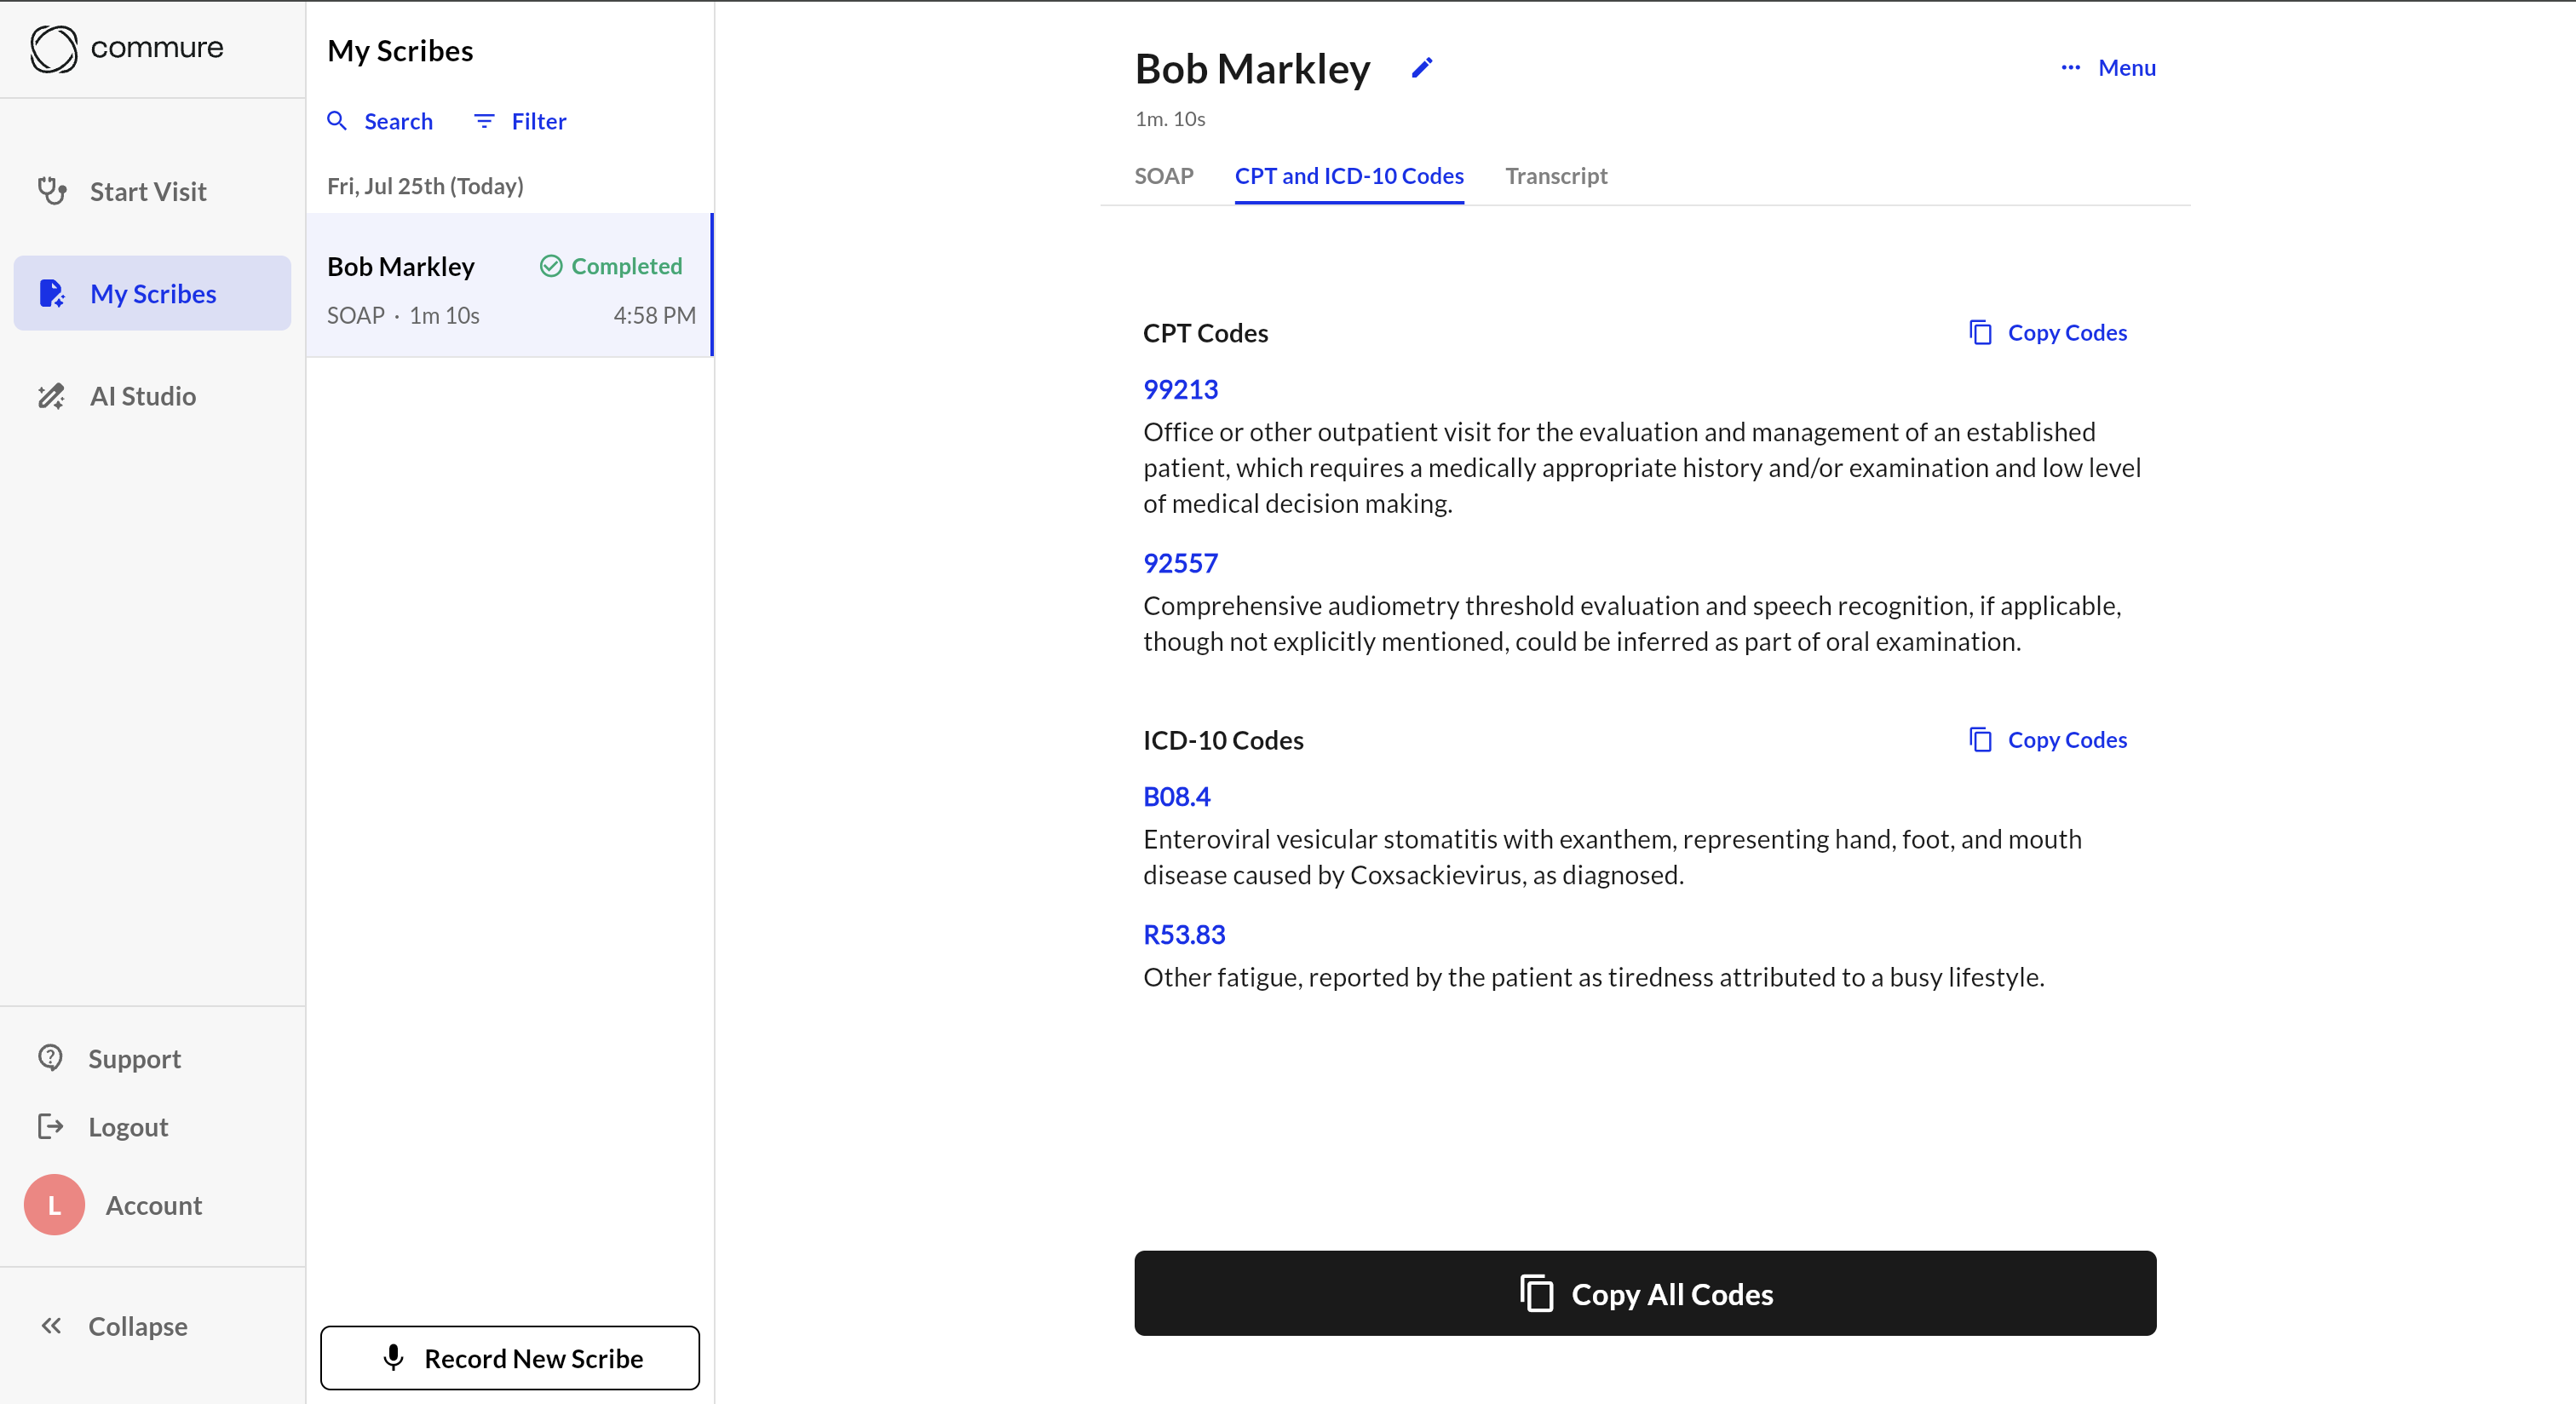 commure
Start Visit
My Scribes
AI Studio
Support
Logout
L
Account
Collapse
My Scribes
Search
Filter
Fri, Jul 25th (Today)
Bob Markley
Completed
SOAP · 1m 10s
4:58 PM
Record New Scribe
Bob Markley
Menu
1m. 10s
SOAP
CPT and ICD-10 Codes
Transcript
CPT Codes
Copy Codes
99213
Office or other outpatient visit for the evaluation and management of an established
patient, which requires a medically appropriate history and/or examination and low level
of medical decision making.
92557
Comprehensive audiometry threshold evaluation and speech recognition, if applicable,
though not explicitly mentioned, could be inferred as part of oral examination.
ICD-10 Codes
Copy Codes
B08.4
Enteroviral vesicular stomatitis with exanthem, representing hand, foot, and mouth
disease caused by Coxsackievirus, as diagnosed.
R53.83
Other fatigue, reported by the patient as tiredness attributed to a busy lifestyle.
Copy All Codes